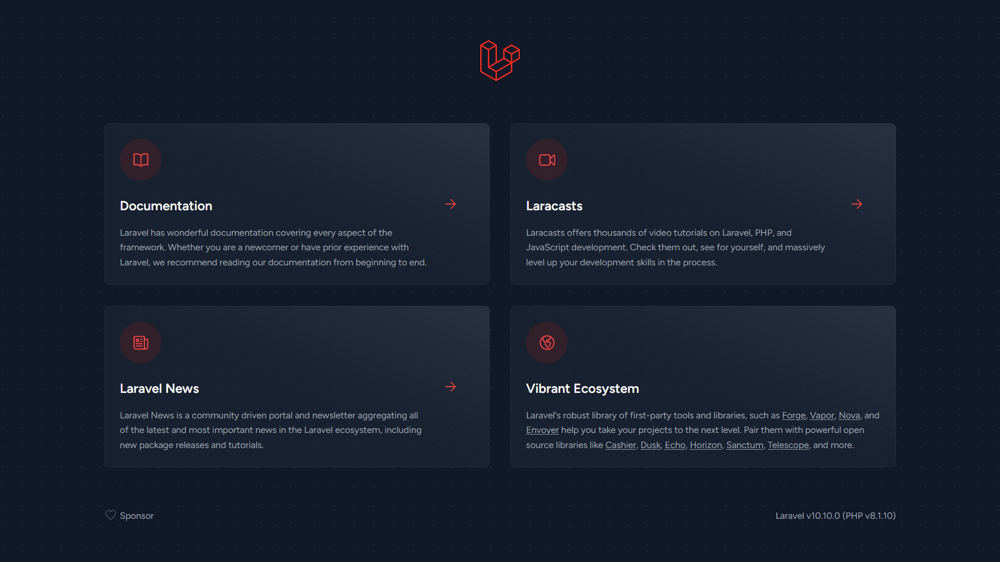 Documentation
Laravel has wonderful documentation covering every aspect of the
framework. Whether you are a newcomer or have prior experience with
Laravel, we recommend reading our documentation from beginning to end.
Laracasts
Laracasts offers thousands of video tutorials on Laravel, PHP, and
JavaScript development. Check them out, see for yourself, and massively
level up your development skills in the process.
Laravel News
Laravel News is a community driven portal and newsletter aggregating all
of the latest and most important news in the Laravel ecosystem, including
new package releases and tutorials.
Vibrant Ecosystem
Laravel's robust library of first-party tools and libraries, such as Forge, Vapor, Nova, and
Envoyer help you take your projects to the next level. Pair them with powerful open
source libraries like Cashier, Dusk, Echo, Horizon, Sanctum, Telescope, and more.
Sponsor
Laravel v10.10.0 (PHP v8.1.10)